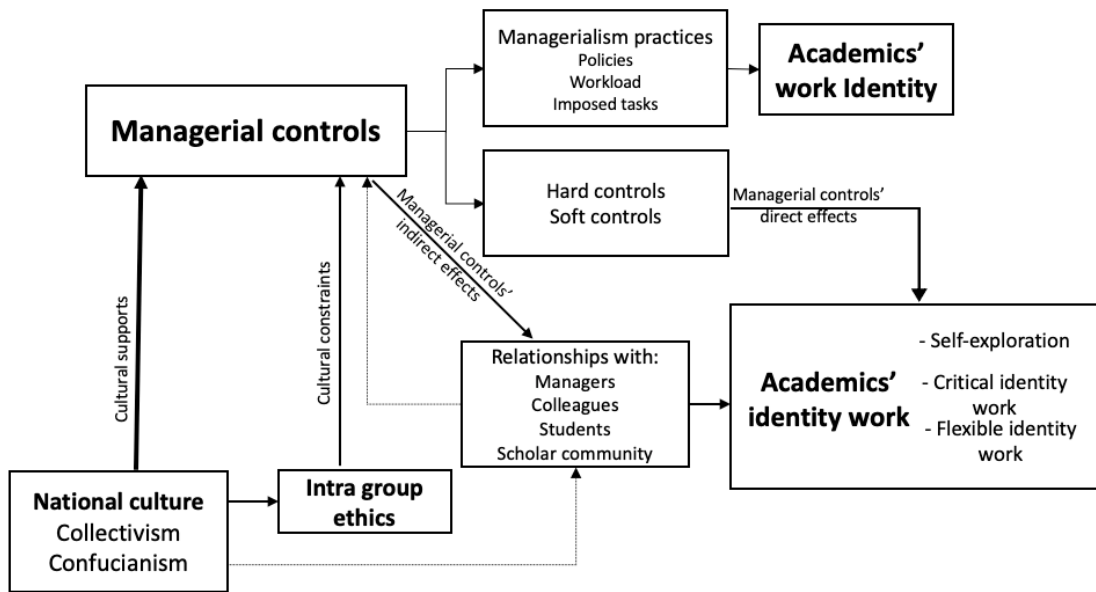 Managerialism practices
Policies
Workload
Imposed tasks
Academics’
work Identity
Managerial controls
Hard controls
Soft controls
Managerial controls’
direct effects
Managerial controls’
indirect effects
Cultural supports
Cultural constraints
Relationships with:
Managers
Colleagues
Students
Scholar community
Academics’
identity work
- Self-exploration
- Critical identity
work
- Flexible identity
work
National culture
Collectivism
Confucianism
Intra group
ethics